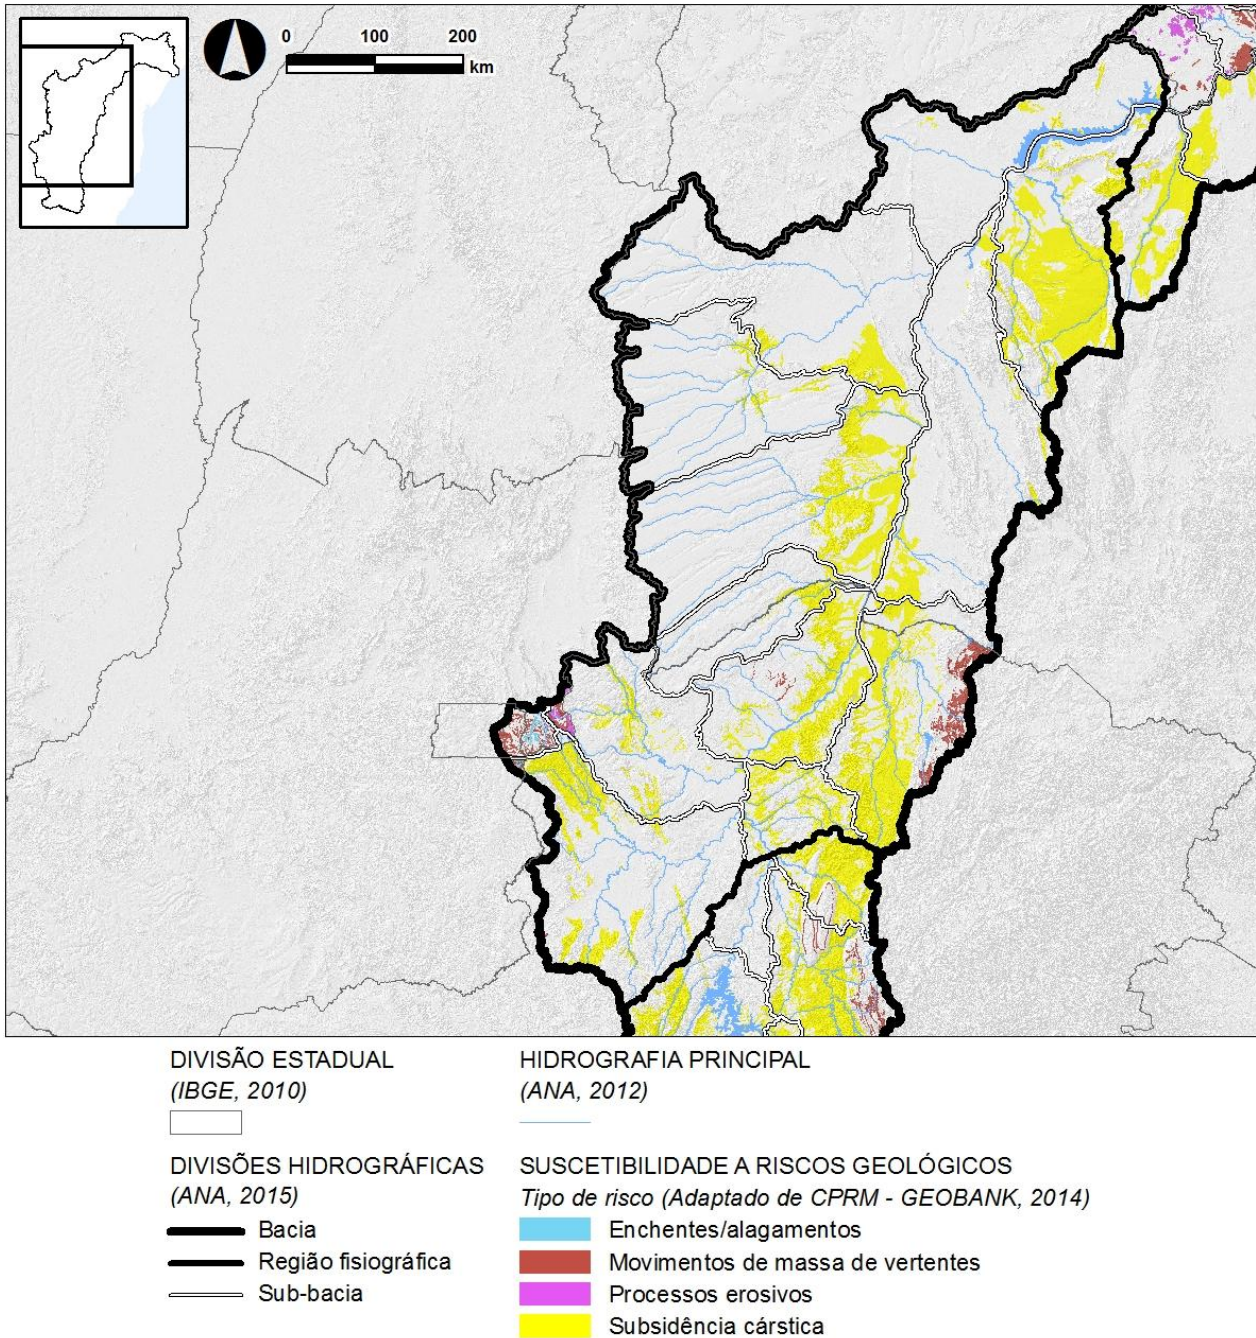 0 100 200
km
DIVISÃO ESTADUAL
(IBGE, 2010)
HIDROGRAFIA PRINCIPAL
(ANA, 2012)
DIVISÕES HIDROGRÁFICAS
(ANA, 2015)
Bacia
Região fisiográfica
Sub-bacia
SUSCETIBILIDADE A RISCOS GEOLÓGICOS
Tipo de risco (Adaptado de CPRM - GEOBANK, 2014)
Enchentes/alagamentos
Movimentos de massa de vertentes
Processos erosivos
Subsidência cárstica